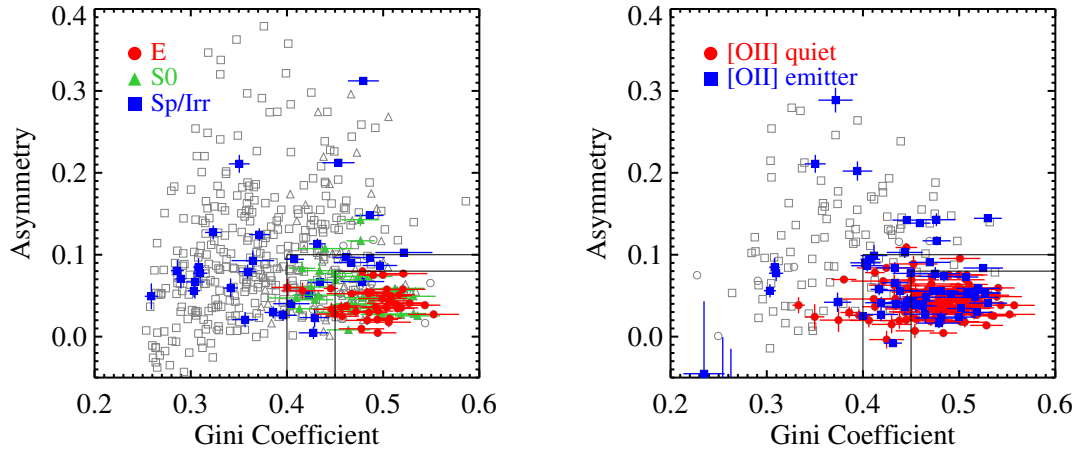 0.4
0.3
0.2
0.1
0.0
Asymmetry
E
S0
Sp/Irr
0.2 0.3 0.4 0.5 0.6
Gini Coefficient
0.4
0.3
0.2
0.1
0.0
Asymmetry
[OII] quiet
[OII] emitter
0.2 0.3 0.4 0.5 0.6
Gini Coefficient